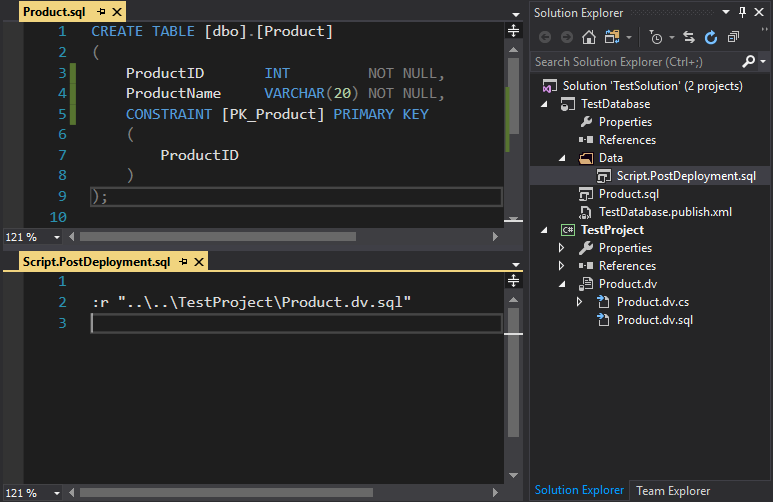 Product.sql
1 CREATE TABLE [dbo].[Product]
2 (
3 ProductID INT NOT NULL,
4 ProductName VARCHAR(20) NOT NULL,
5 CONSTRAINT [PK_Product] PRIMARY KEY
6 (
7 ProductID
8 )
9 );
10
121 %
Script.PostDeployment.sql
1
2 :r "..\..\TestProject\Product.dv.sql"
3
121 %
Solution Explorer
Search Solution Explorer (Ctrl+;)
Solution 'TestSolution' (2 projects)
TestDatabase
Properties
References
Data
Script.PostDeployment.sql
Product.sql
TestDatabase.publish.xml
C# TestProject
Properties
References
Product.dv
Product.dv.cs
Product.dv.sql
Solution Explorer Team Explorer